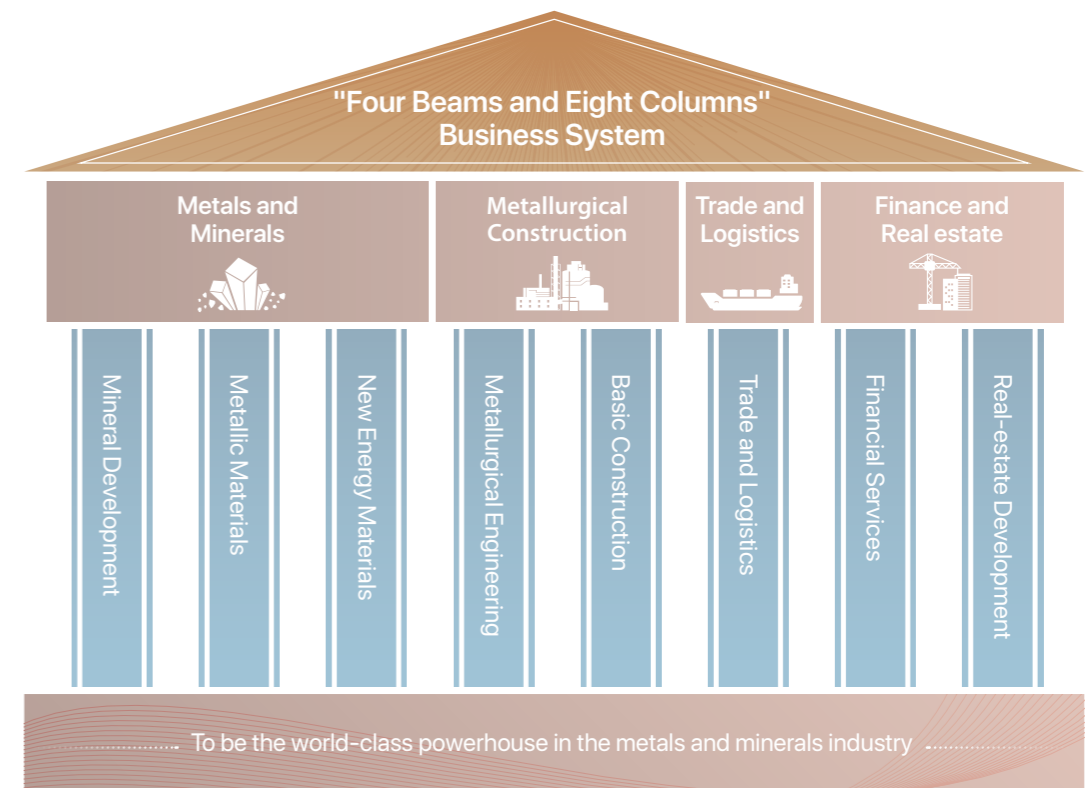 "Four Beams and Eight Columns"
Business System
Metals and
Minerals
Metallurgical
Construction
Trade and
Logistics
Finance and
Real estate
Mineral Development
Metallic Materials
New Energy Materials
Metallurgical Engineering
Basic Construction
Trade and Logistics
Financial Services
Real-estate Development
To be the world-class powerhouse in the metals and minerals industry